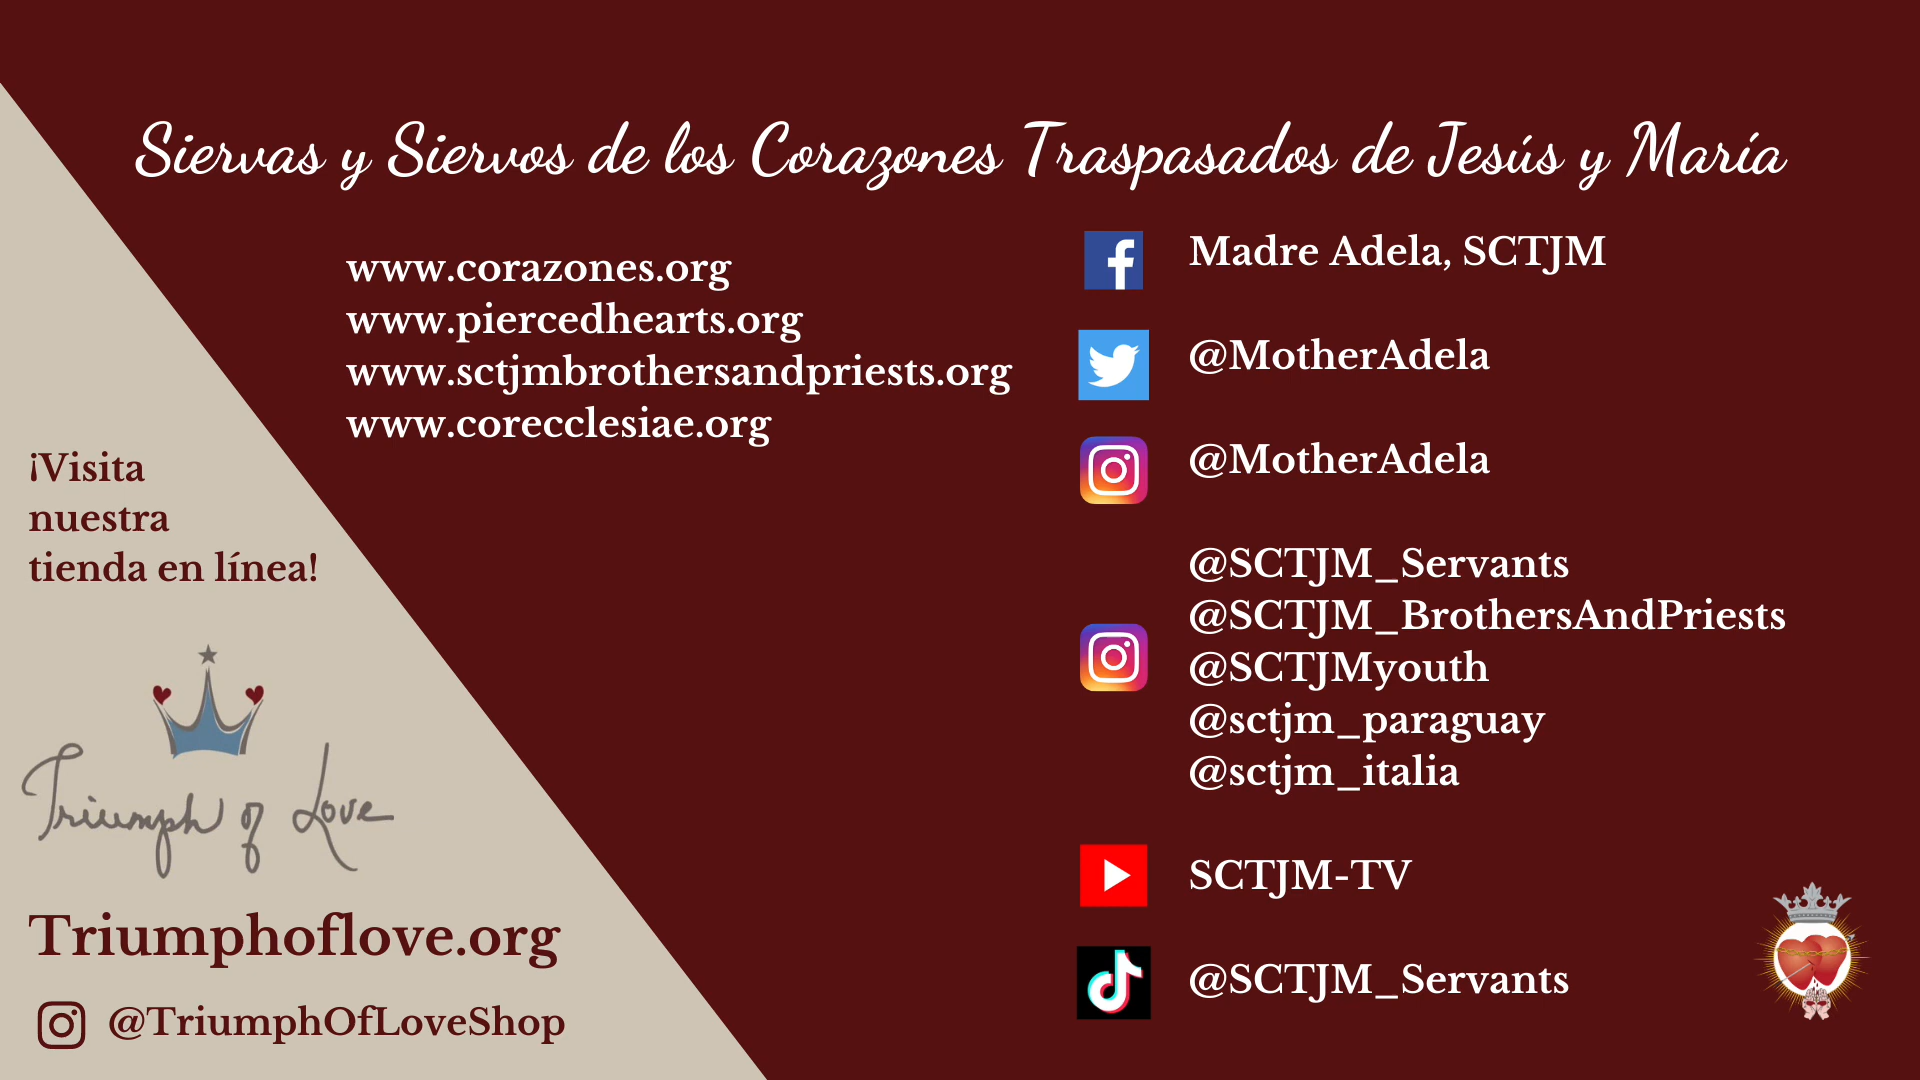 Siervas y Siervos de los Corazones Traspasados de Jesús y María
www.corazones.org
www.piercedhearts.org
www.sctjmbrothersandpriests.org
www.corecclesiae.org
Madre Adela, SCTJM
@MotherAdela
@MotherAdela
@SCTJM_Servants
@SCTJM_BrothersAndPriests
@SCTJMyouth
@sctjm_paraguay
@sctjm_italia
SCTJM-TV
@SCTJM_Servants
¡Visita
nuestra
tienda en línea!
Triumph of Love
Triumphoflove.org
@TriumphOfLoveShop